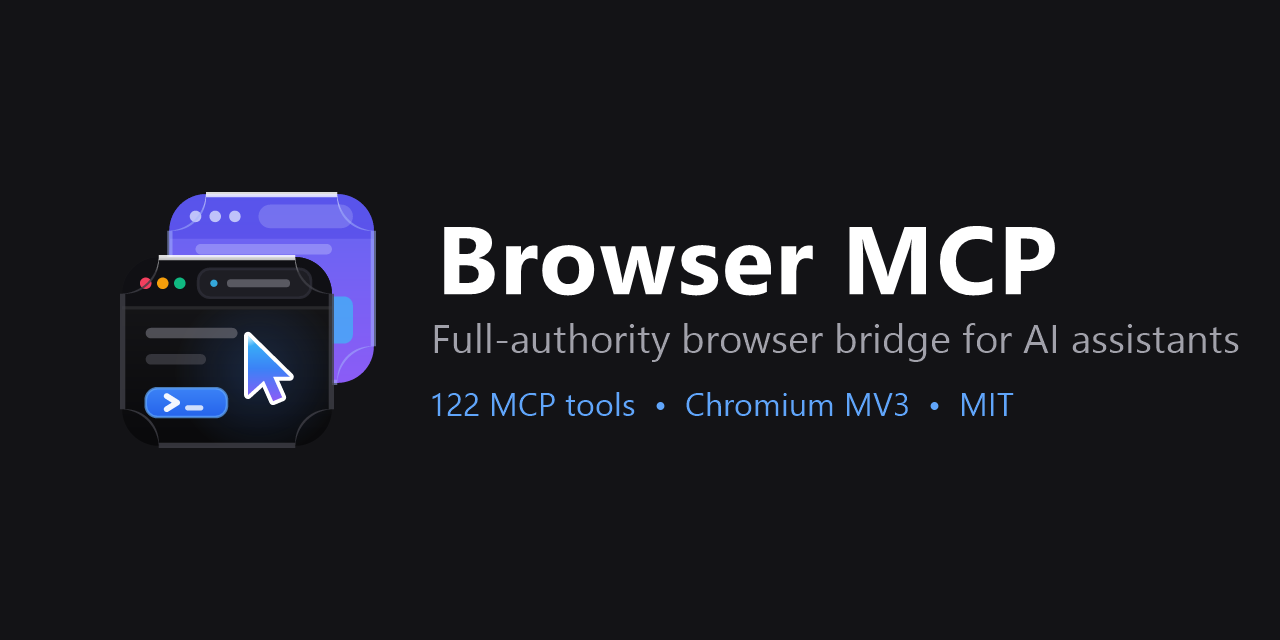 Browser MCP
Full-authority browser bridge for AI assistants
122 MCP tools • Chromium MV3 • MIT